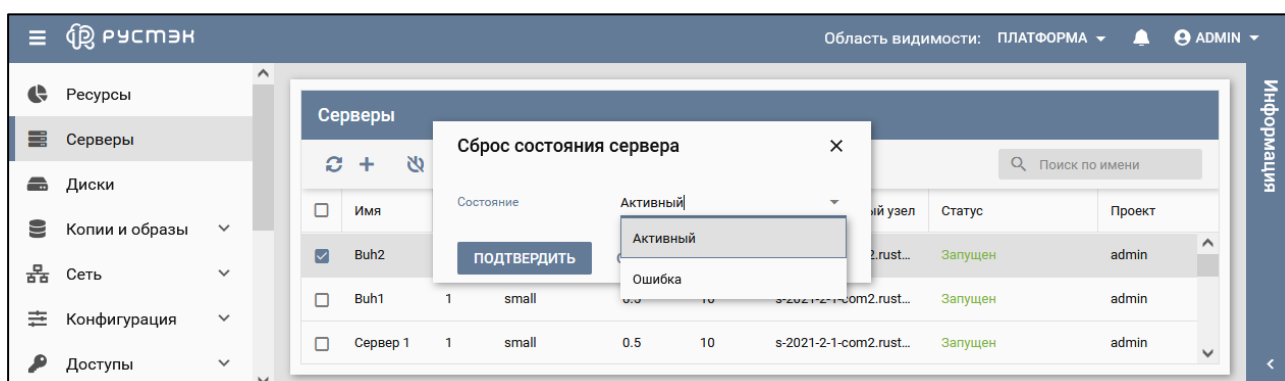 РУСТЭК
Область видимости: ПЛАТФОРМА
ADMIN
Ресурсы
Серверы
Диски
Копии и образы
Сеть
Конфигурация
Доступы
Серверы
Поиск по имени
Имя
ый узел Статус Проект
Buh2 2.rust... Запущен admin
Buh1 1 small 0.5 10 s-2021-2-1-com2.rust... Запущен admin
Сервер 1 1 small 0.5 10 s-2021-2-1-com2.rust... Запущен admin
Сброс состояния сервера
Состояние Активный
Активный
Ошибка
ПОДТВЕРДИТЬ
Информация